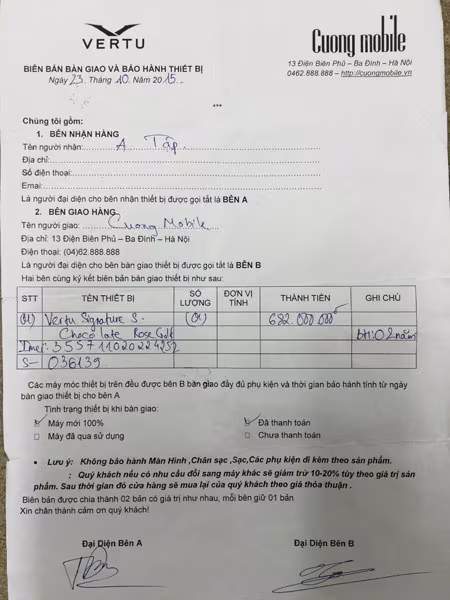 VERTU
Cuong mobile
BIÊN BẢN BÀN GIAO VÀ BẢO HÀNH THIẾT BỊ
Ngày 23 Tháng 10 Năm 2015
13 Điện Biên Phủ – Ba Đình – Hà Nội
0462.888.888 – http://cuongmobile.vn
***
Chúng tôi gồm:
1. BÊN NHẬN HÀNG
Tên người nhận: A Tập
Địa chỉ:
Số điện thoại:
Emai:
Là người đại diện cho bên nhận thiết bị được gọi tắt là BÊN A
2. BÊN GIAO HÀNG
Tên người giao: Cuong Mobile
Địa chỉ: 13 Điện Biên Phủ – Ba Đình – Hà Nội
Điện thoại: (04)62.888.888
Là người đại diện cho bên bàn giao thiết bị được gọi tắt là BÊN B
Hai bên cùng ký kết biên bản bàn giao thiết bị như sau:
STT TÊN THIẾT BỊ SỐ LƯỢNG ĐƠN VỊ TÍNH THÀNH TIỀN GHI CHÚ
01) Vertu Signature S. 01 682.000.000đ
Chocolate Rose Gold bh: 02 năm
Imei: 355711020224252
S– 036139
Các máy móc thiết bị trên đều được bên B bàn giao đầy đủ phụ kiện và thời gian bảo hành tính từ ngày
bàn giao thiết bị cho bên A
Tình trạng thiết bị khi bàn giao:
Máy mới 100% Đã thanh toán
Máy đã qua sử dụng Chưa thanh toán
• Lưu ý: Không bảo hành Màn Hình ,Chân sạc ,Sạc,Các phụ kiện đi kèm theo sản phẩm.
: Quý khách nếu có nhu cầu đổi sang máy khác sẽ giảm trừ 10-20% tùy theo giá trị sản
phẩm. Sau thời gian đó cửa hàng sẽ mua lại của quý khách theo giá thỏa thuận .
Biên bản được chia thành 02 bản có giá trị như nhau, mỗi bên giữ 01 bản
Xin chân thành cảm ơn quý khách!
Đại Diện Bên A Đại Diện Bên B